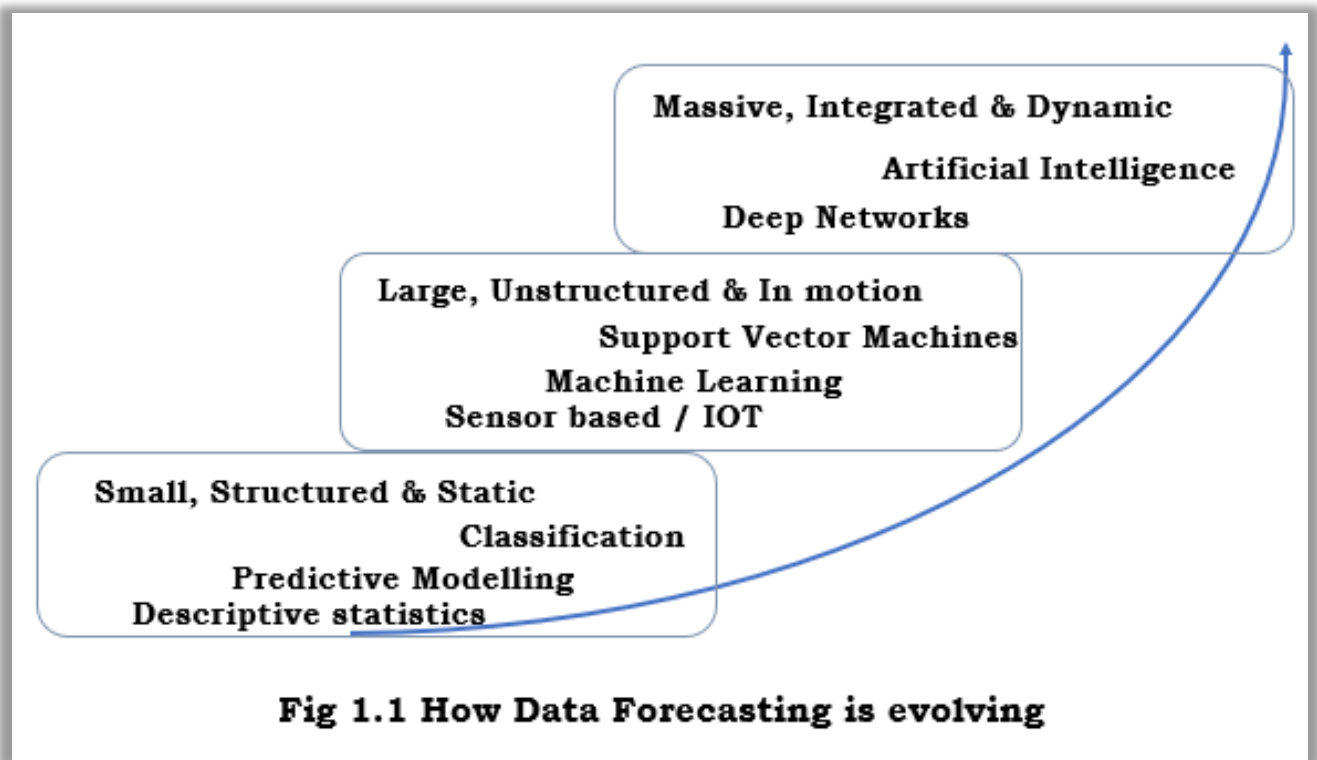 Massive, Integrated & Dynamic
Artificial Intelligence
Deep Networks
Large, Unstructured & In motion
Support Vector Machines
Machine Learning
Sensor based / IOT
Small, Structured & Static
Classification
Predictive Modelling
Descriptive statistics
Fig 1.1 How Data Forecasting is evolving